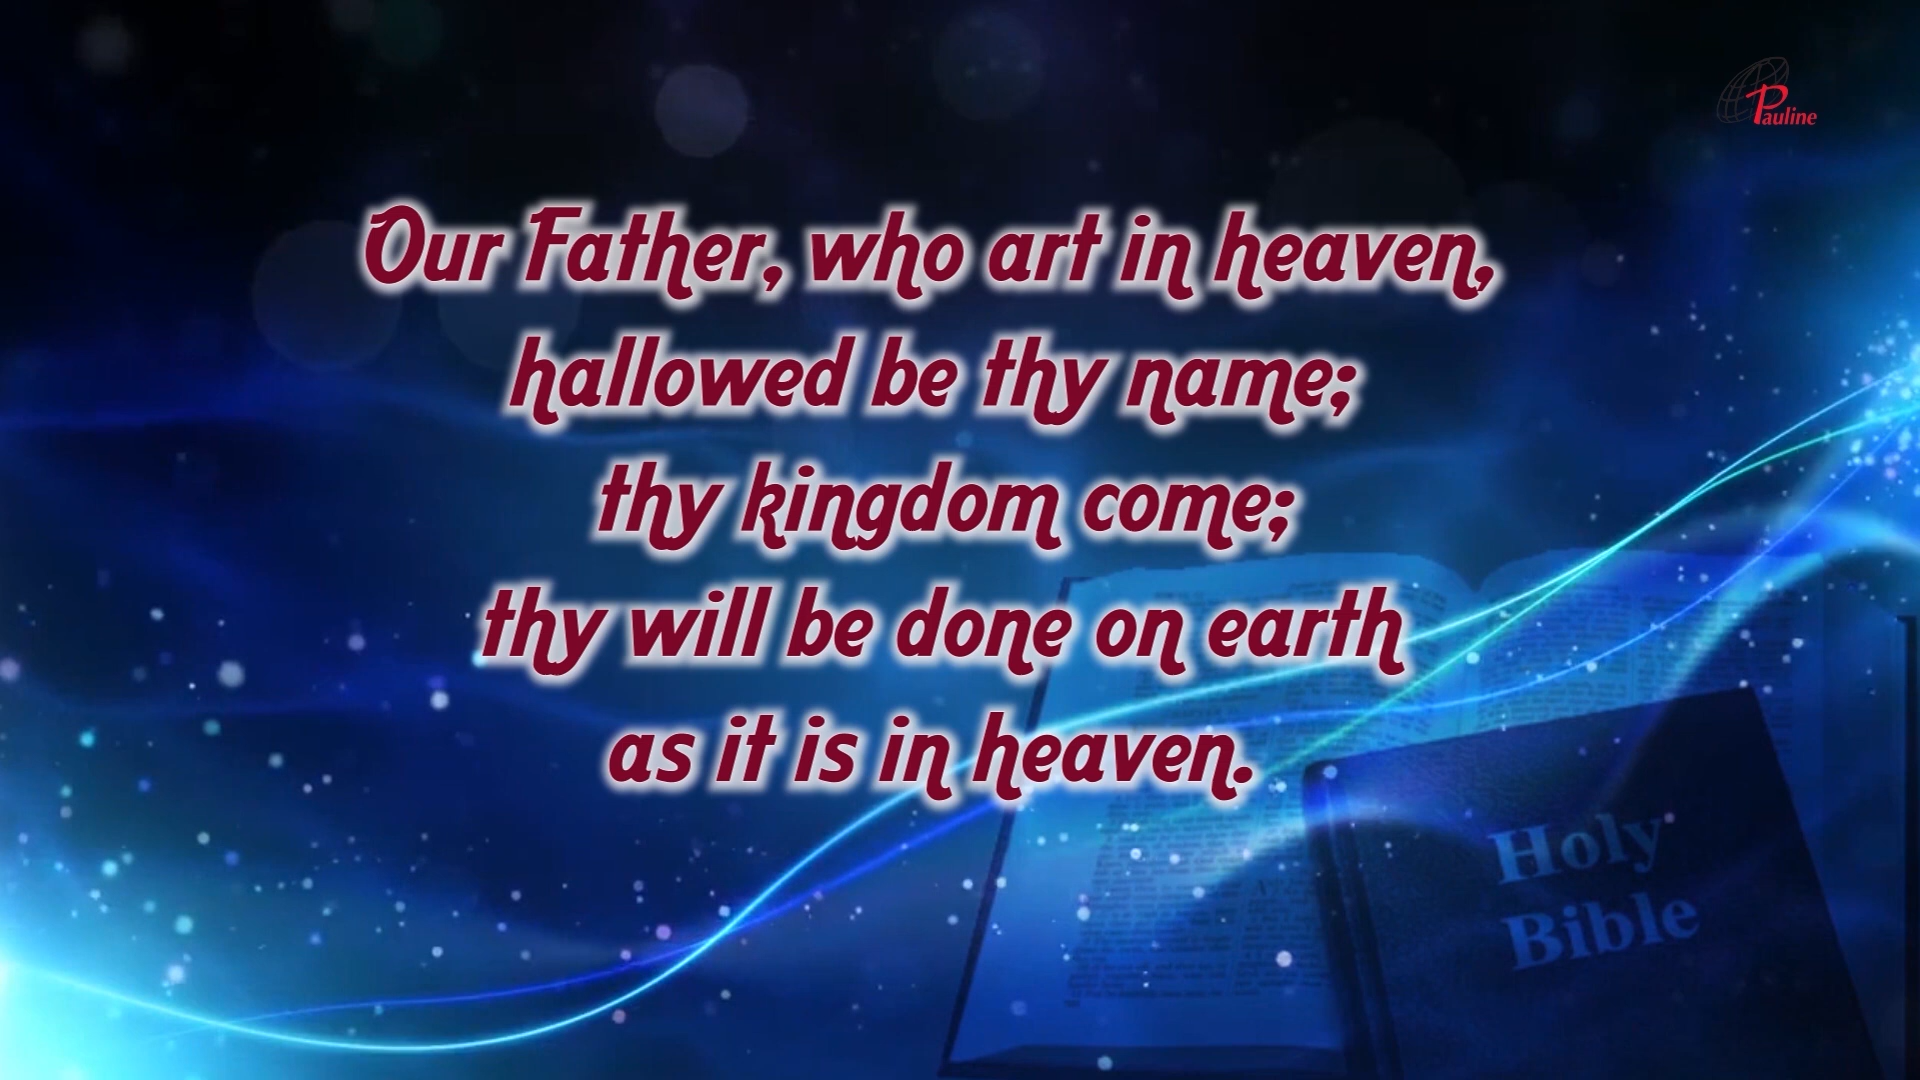 Pauline
Our Father, who art in heaven,
hallowed be thy name;
thy kingdom come;
thy will be done on earth
as it is in heaven.
Holy
Bible